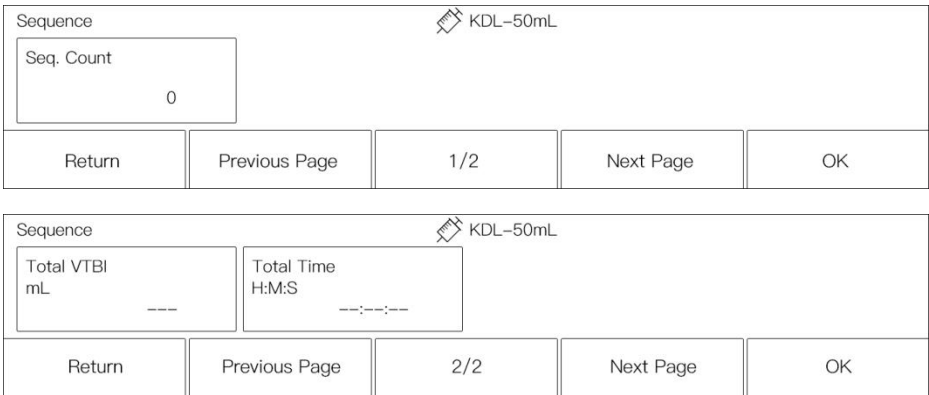 Sequence KDL-50mL
Seq. Count
0
Return Previous Page 1/2 Next Page OK
Sequence KDL-50mL
Total VTBI Total Time
mL H:M:S
--- --:--:--
Return Previous Page 2/2 Next Page OK